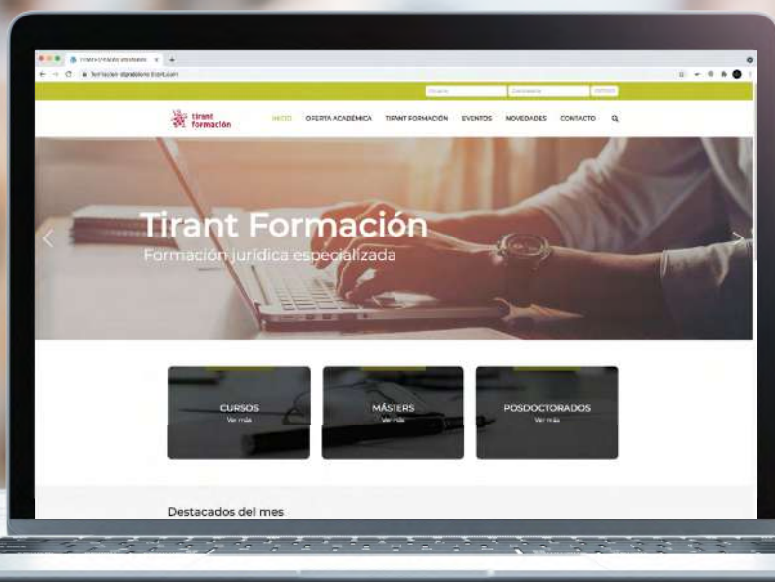 tirant
formación
INICIO OFERTA ACADÉMICA TIRANT FORMACIÓN EVENTOS NOVEDADES CONTACTO
Tirant Formación
Formación jurídica especializada
CURSOS MÁSTERS POSDOCTORADOS
Ver más Ver más Ver más
Destacados del mes